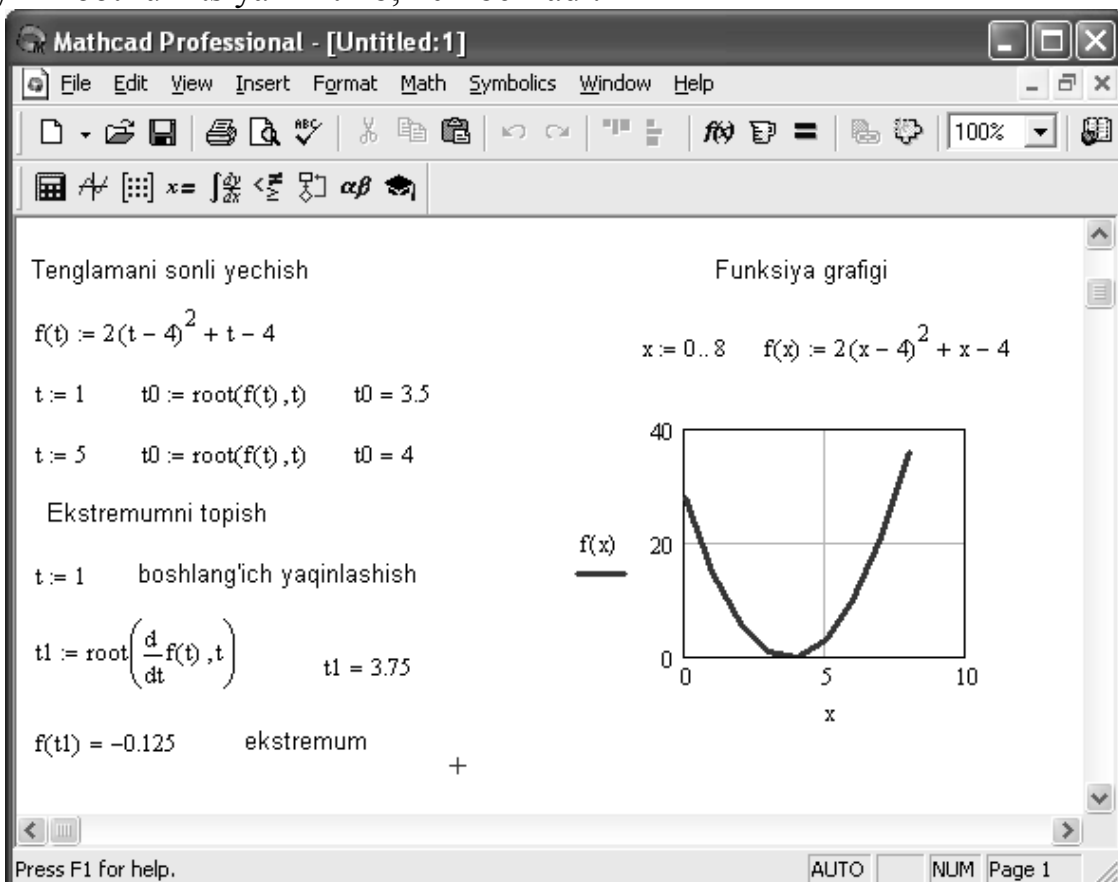 Mathcad Professional - [Untitled:1]
File Edit View Insert Format Math Symbolics Window Help
100%
Tenglamani sonli yechish
f(t) := 2(t − 4)² + t − 4
t := 1 t0 := root(f(t) ,t) t0 = 3.5
t := 5 t0 := root(f(t) ,t) t0 = 4
Ekstremumni topish
t := 1 boshlang'ich yaqinlashish
t1 := root(d/dt f(t) ,t) t1 = 3.75
f(t1) = −0.125 ekstremum
Funksiya grafigi
x := 0.. 8 f(x) := 2(x − 4)² + x − 4
40
f(x) 20
0
0 5 10
x
Press F1 for help. AUTO NUM Page 1